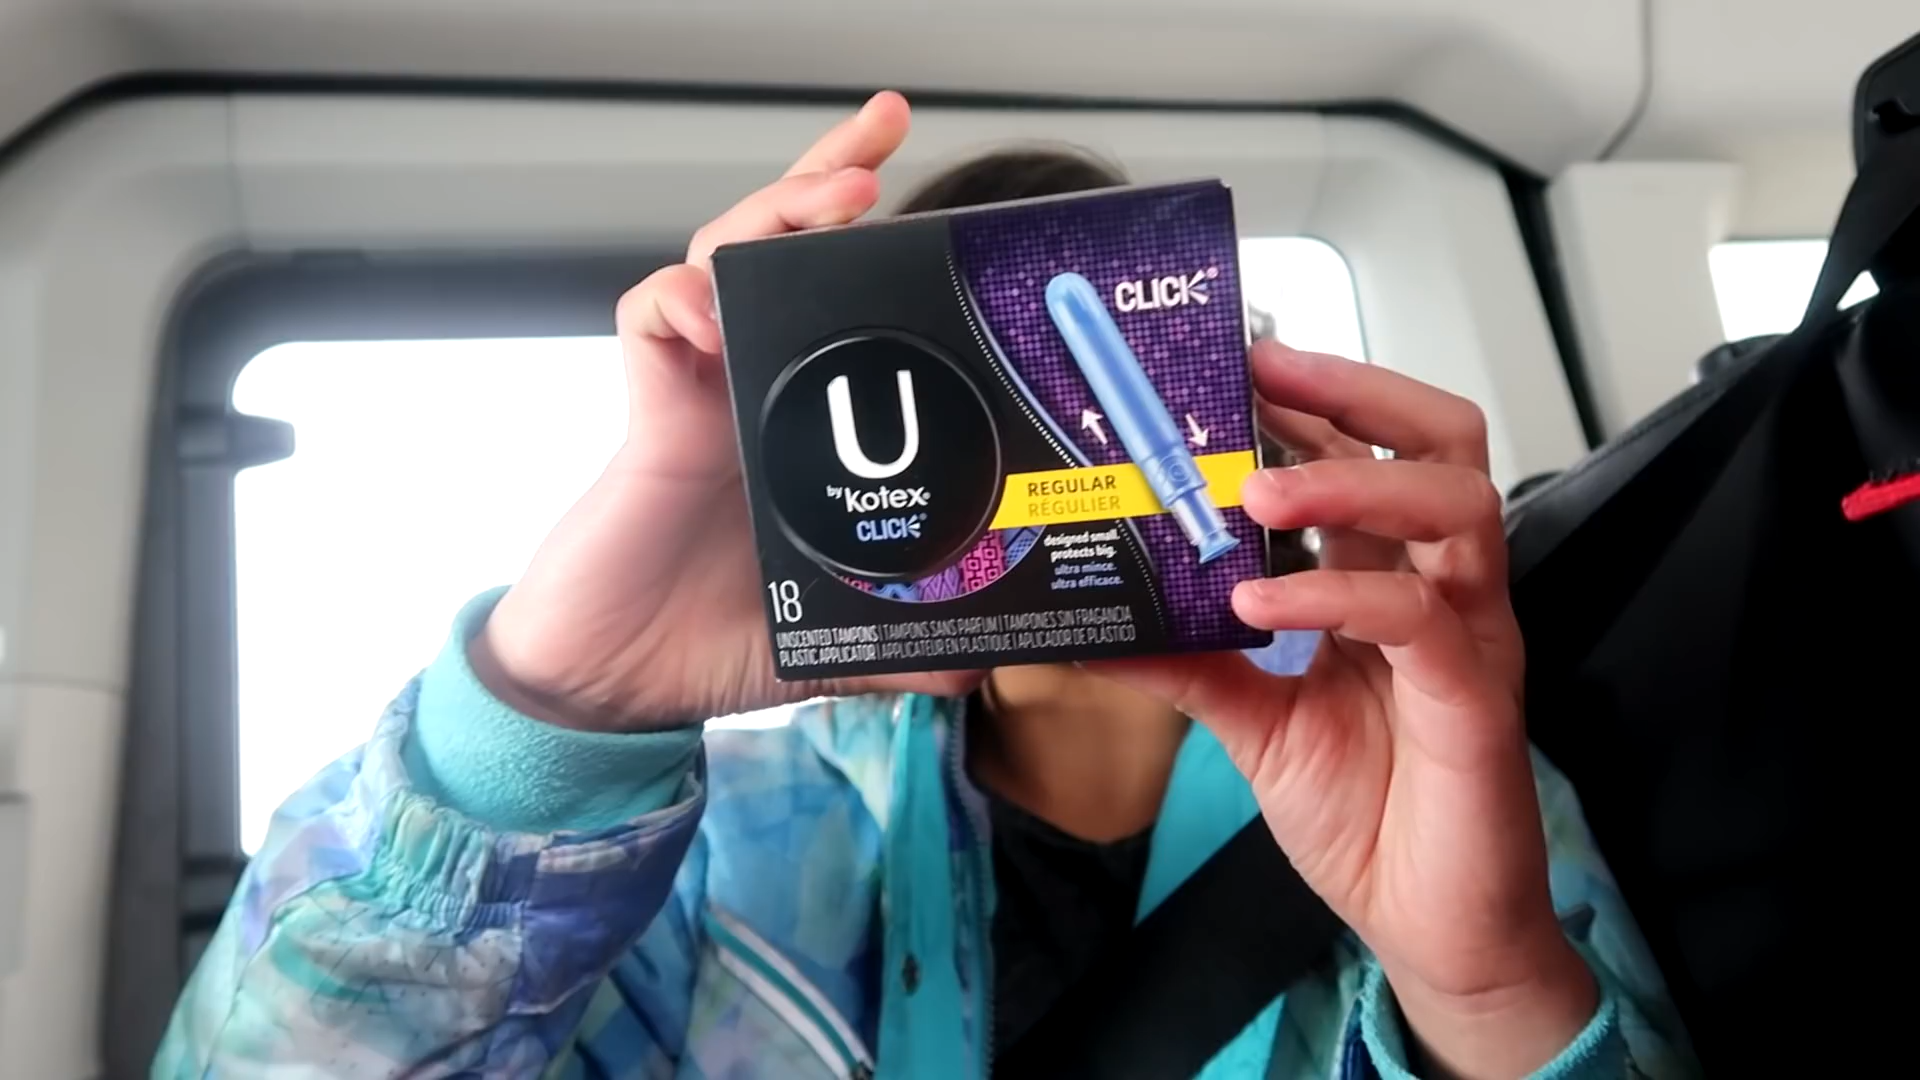 CLICK®
U
by Kotex®
CLICK®
REGULAR
RÉGULIER
designed small.
protects big.
ultra mince.
ultra efficace.
18
UNSCENTED TAMPONS | TAMPONS SANS PARFUM | TAMPONES SIN FRAGANCIA
PLASTIC APPLICATOR | APPLICATEUR EN PLASTIQUE | APLICADOR DE PLÁSTICO